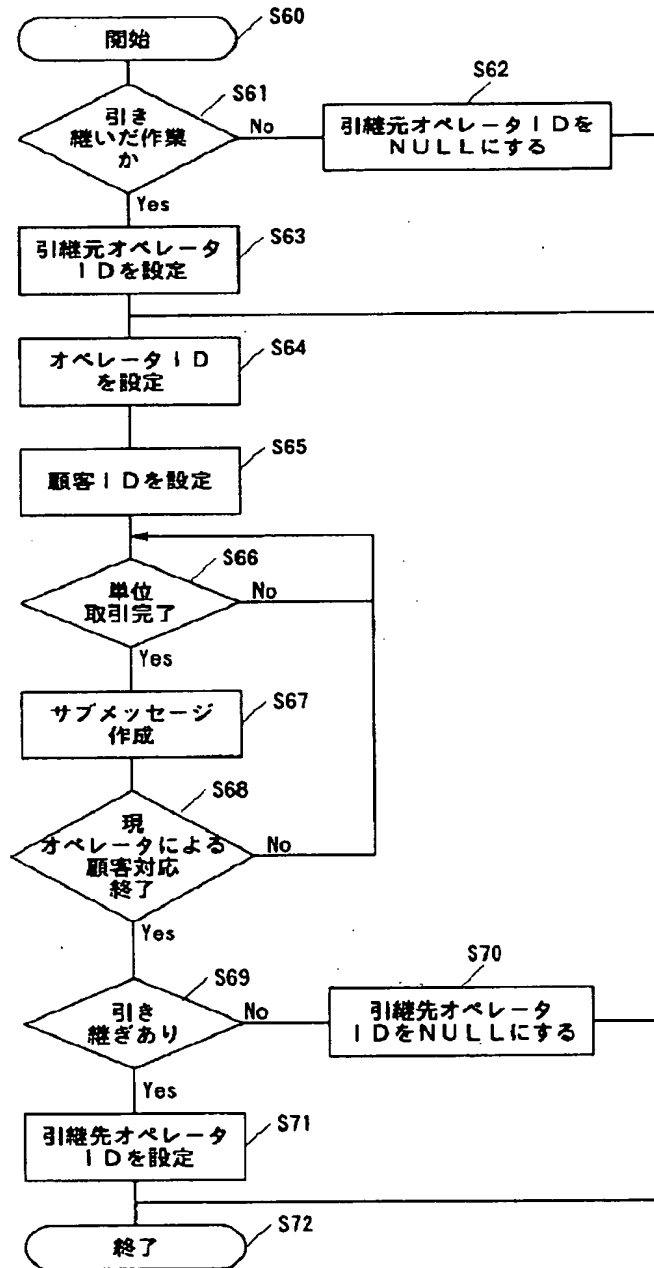 S60
開始
S61
引き
継いだ作業
か
No
Yes
S62
引継元オペレータIDを
NULLにする
S63
引継元オペレータ
IDを設定
S64
オペレータID
を設定
S65
顧客IDを設定
S66
単位
取引完了
No
Yes
S67
サブメッセージ
作成
S68
現
オペレータによる
顧客対応
終了
No
Yes
S69
引き
継ぎあり
No
Yes
S70
引継先オペレータ
IDをNULLにする
S71
引継先オペレータ
IDを設定
S72
終了